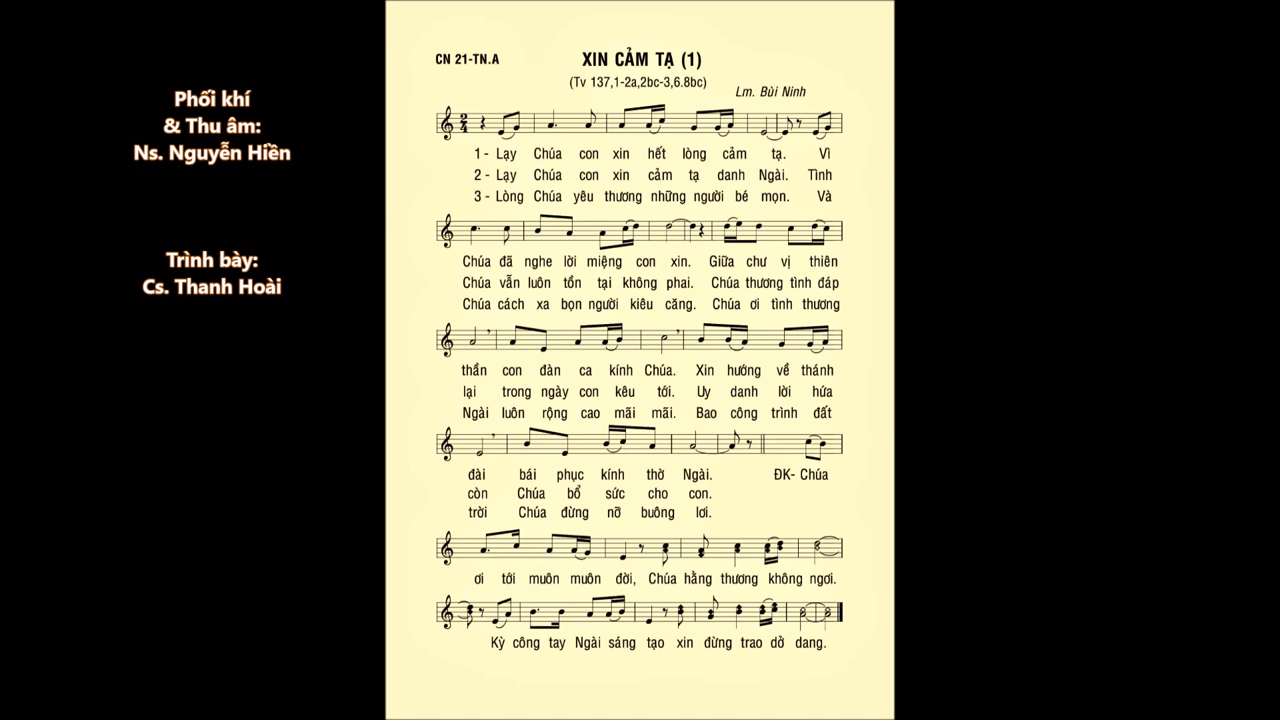 Phối khí
& Thu âm:
Ns. Nguyễn Hiền
Trình bày:
Cs. Thanh Hoài
CN 21-TN.A
XIN CẢM TẠ (1)
(Tv 137,1-2a,2bc-3,6.8bc)
Lm. Bùi Ninh
1 - Lạy Chúa con xin hết lòng cảm tạ. Vì
2 - Lạy Chúa con xin cảm tạ danh Ngài. Tình
3 - Lòng Chúa yêu thương những người bé mọn. Và
Chúa đã nghe lời miệng con xin. Giữa chư vị thiên
Chúa vẫn luôn tồn tại không phai. Chúa thương tình đáp
Chúa cách xa bọn người kiêu căng. Chúa ơi tình thương
thần con đàn ca kính Chúa. Xin hướng về thánh
lại trong ngày con kêu tới. Uy danh lời hứa
Ngài luôn rộng cao mãi mãi. Bao công trình đất
đài bái phục kính thờ Ngài. ĐK- Chúa
còn Chúa bổ sức cho con.
trời Chúa đừng nỡ buông lơi.
ơi tới muôn muôn đời, Chúa hằng thương không ngơi.
Kỳ công tay Ngài sáng tạo xin đừng trao dở dang.